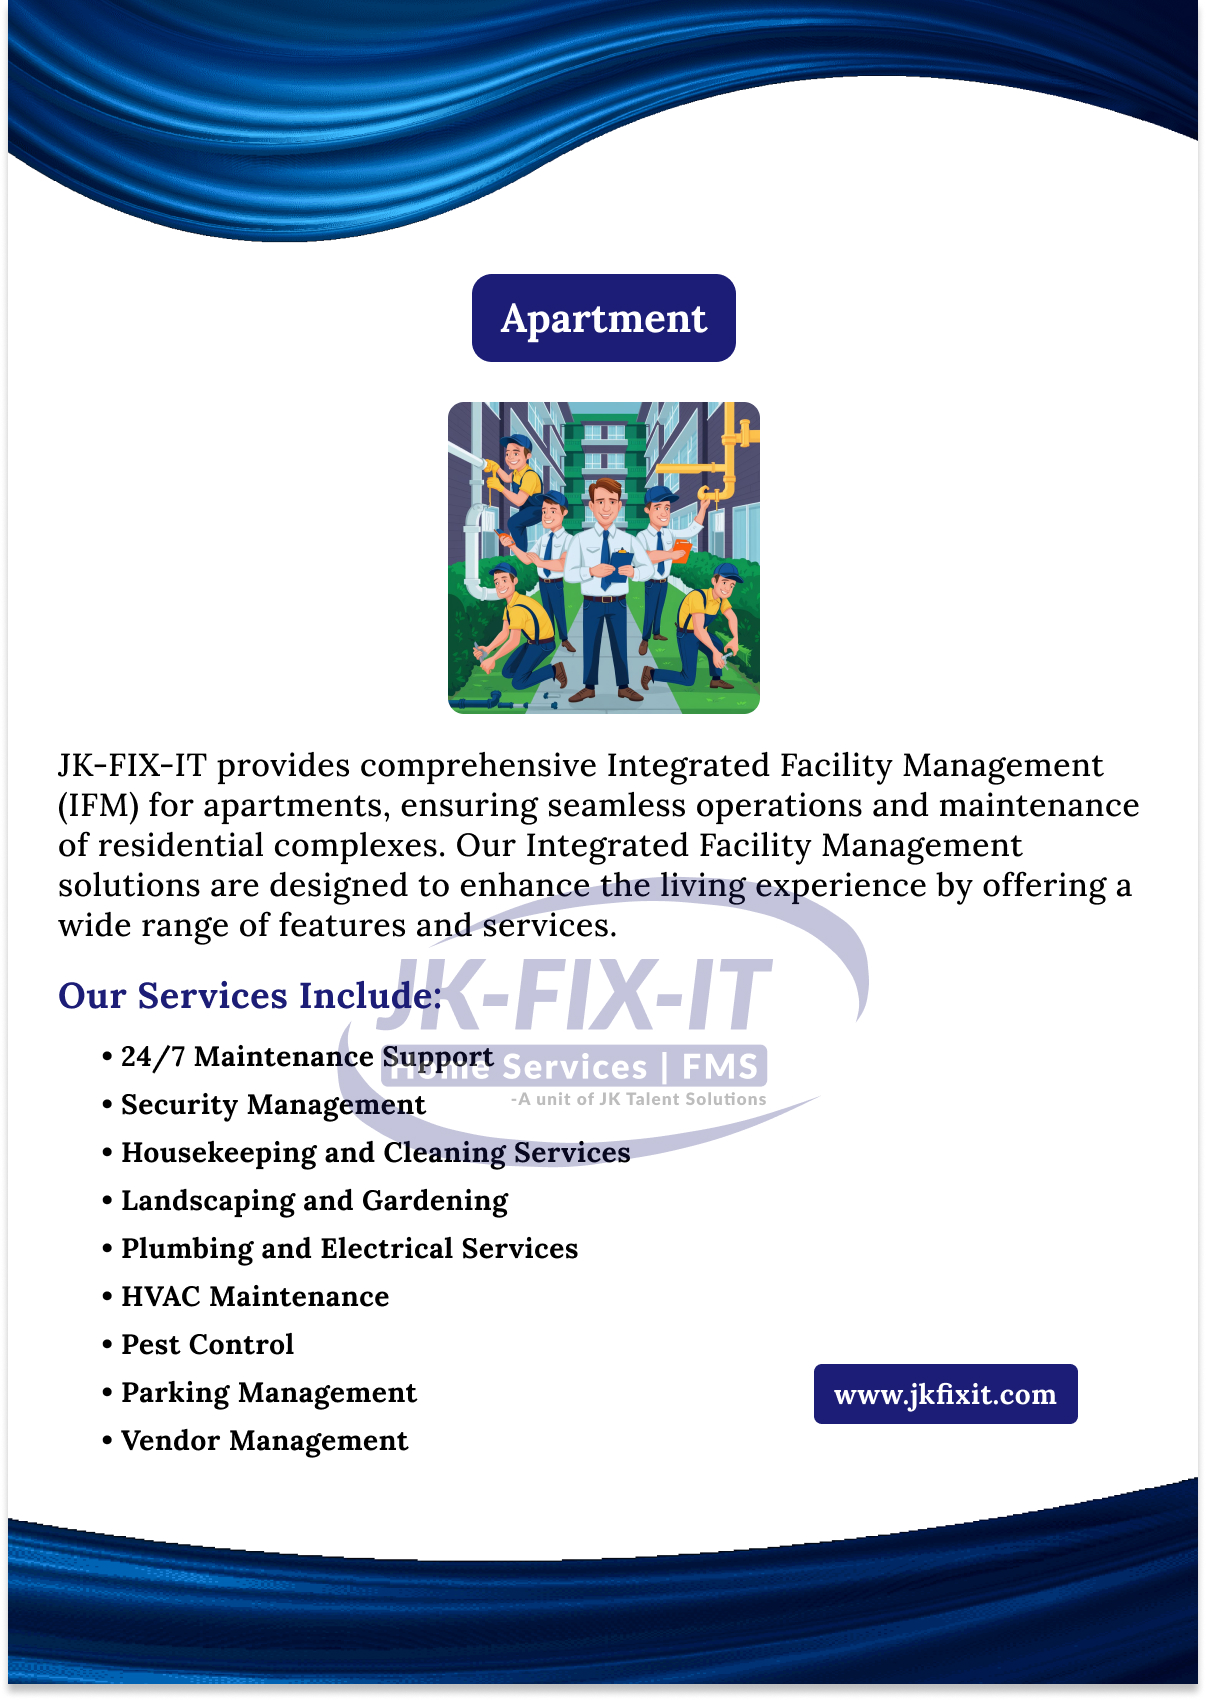 Apartment
JK-FIX-IT provides comprehensive Integrated Facility Management
(IFM) for apartments, ensuring seamless operations and maintenance
of residential complexes. Our Integrated Facility Management
solutions are designed to enhance the living experience by offering a
wide range of features and services.
JK-FIX-IT
Home Services | FMS
-A unit of JK Talent Solutions
Our Services Include:
• 24/7 Maintenance Support
• Security Management
• Housekeeping and Cleaning Services
• Landscaping and Gardening
• Plumbing and Electrical Services
• HVAC Maintenance
• Pest Control
• Parking Management
• Vendor Management
www.jkfixit.com